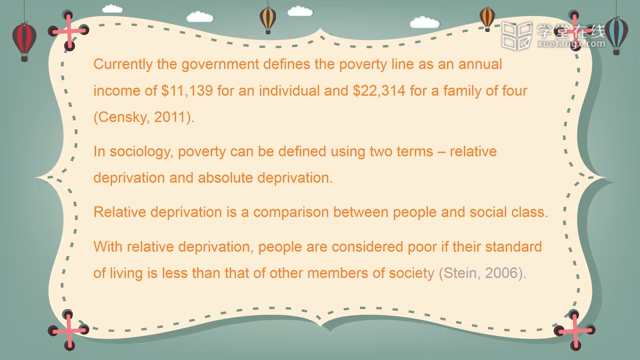 学堂在线
xuetangx.com
Currently the government defines the poverty line as an annual
income of $11,139 for an individual and $22,314 for a family of four
(Censky, 2011).
In sociology, poverty can be defined using two terms – relative
deprivation and absolute deprivation.
Relative deprivation is a comparison between people and social class.
With relative deprivation, people are considered poor if their standard
of living is less than that of other members of society (Stein, 2006).